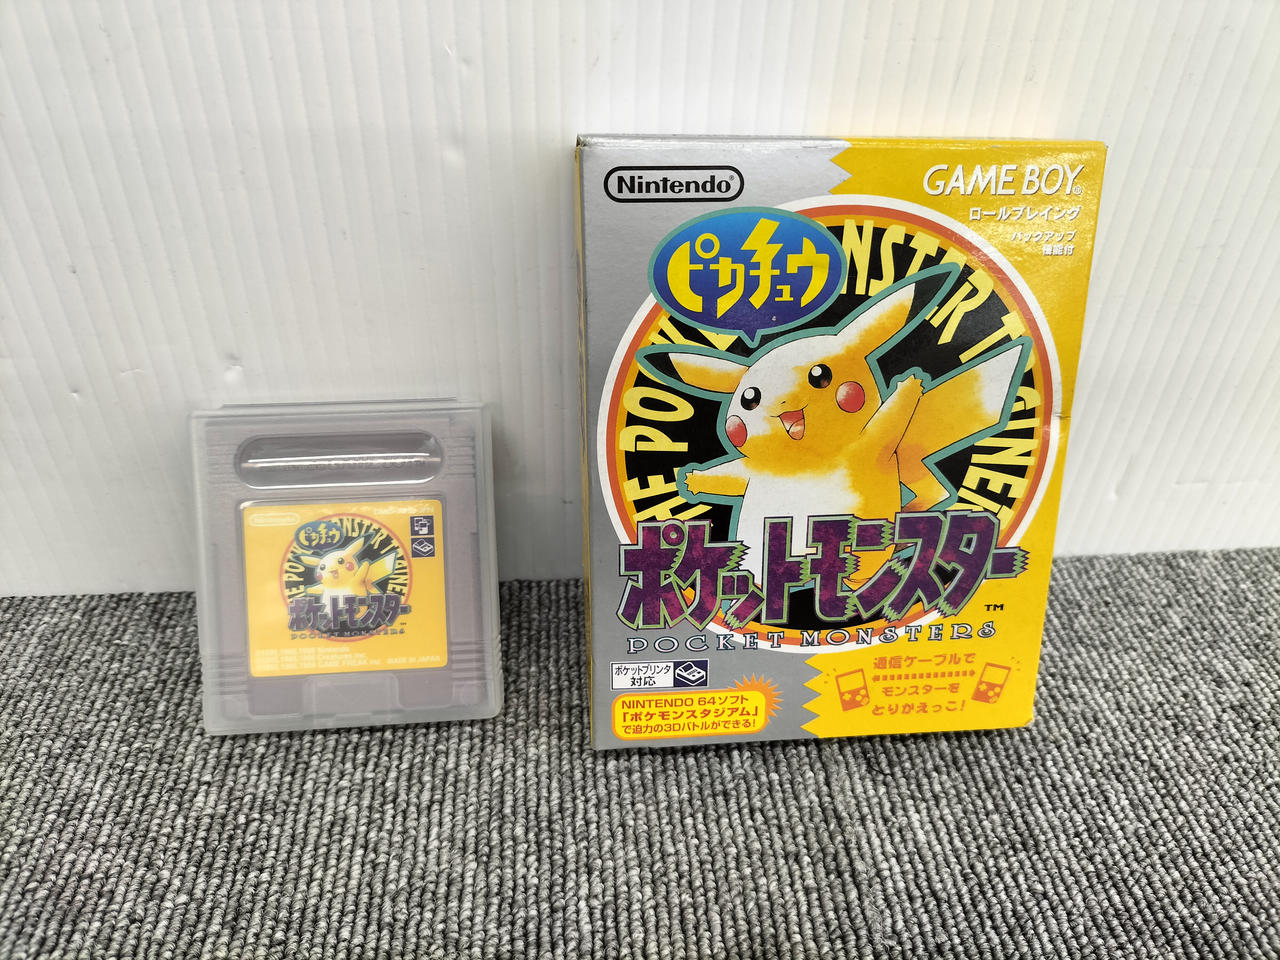 Nintendo®
GAME BOY®
ロールプレイング
バックアップ
機能付
ピカチュウ
THE POCKET MONSTER TRAINER
ポケットモンスター
TM
POCKET MONSTERS
ポケットプリンタ
対応
NINTENDO 64ソフト
「ポケモンスタジアム」
で迫力の3Dバトルができる!
通信ケーブルで
モンスターを
とりかえっこ!
Nintendo
ピカチュウ
ポケットモンスター
POCKET MONSTERS
MADE IN JAPAN